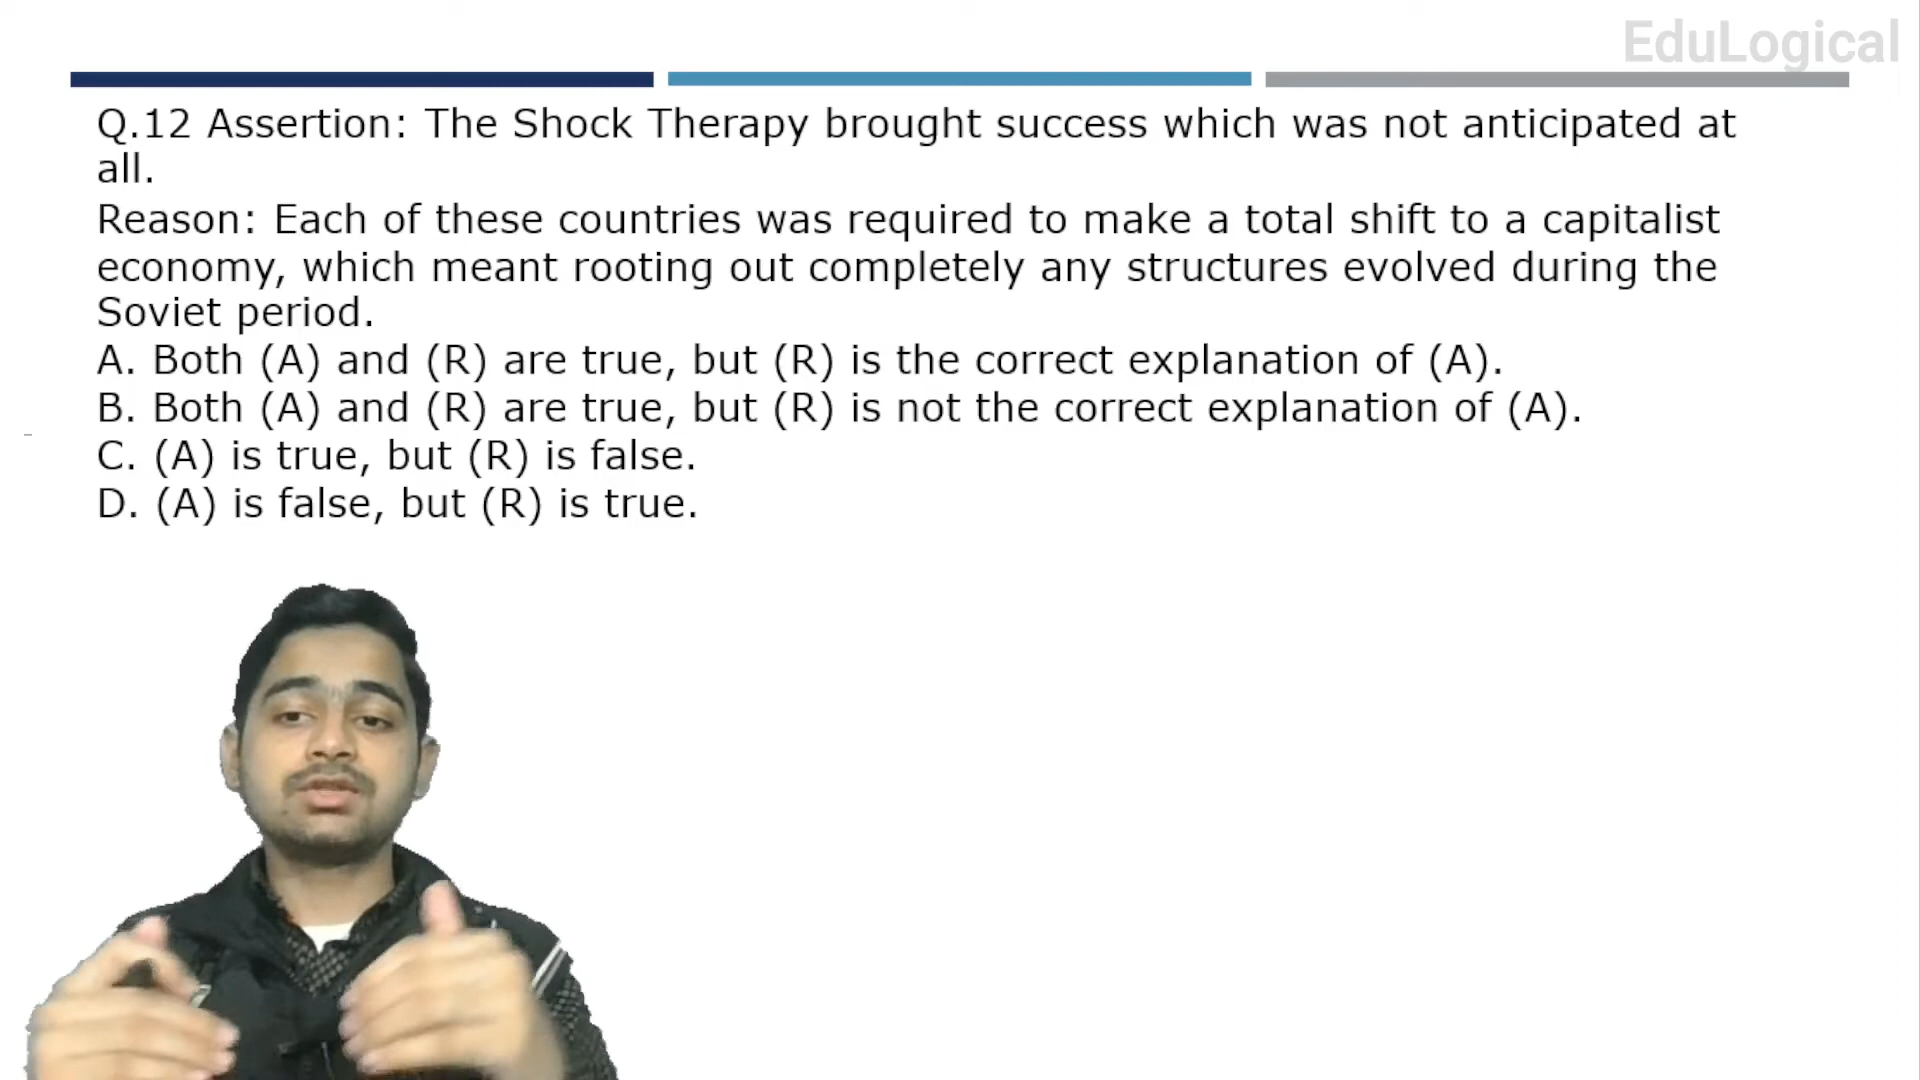 EduLogical
Q.12 Assertion: The Shock Therapy brought success which was not anticipated at
all.
Reason: Each of these countries was required to make a total shift to a capitalist
economy, which meant rooting out completely any structures evolved during the
Soviet period.
A. Both (A) and (R) are true, but (R) is the correct explanation of (A).
B. Both (A) and (R) are true, but (R) is not the correct explanation of (A).
C. (A) is true, but (R) is false.
D. (A) is false, but (R) is true.